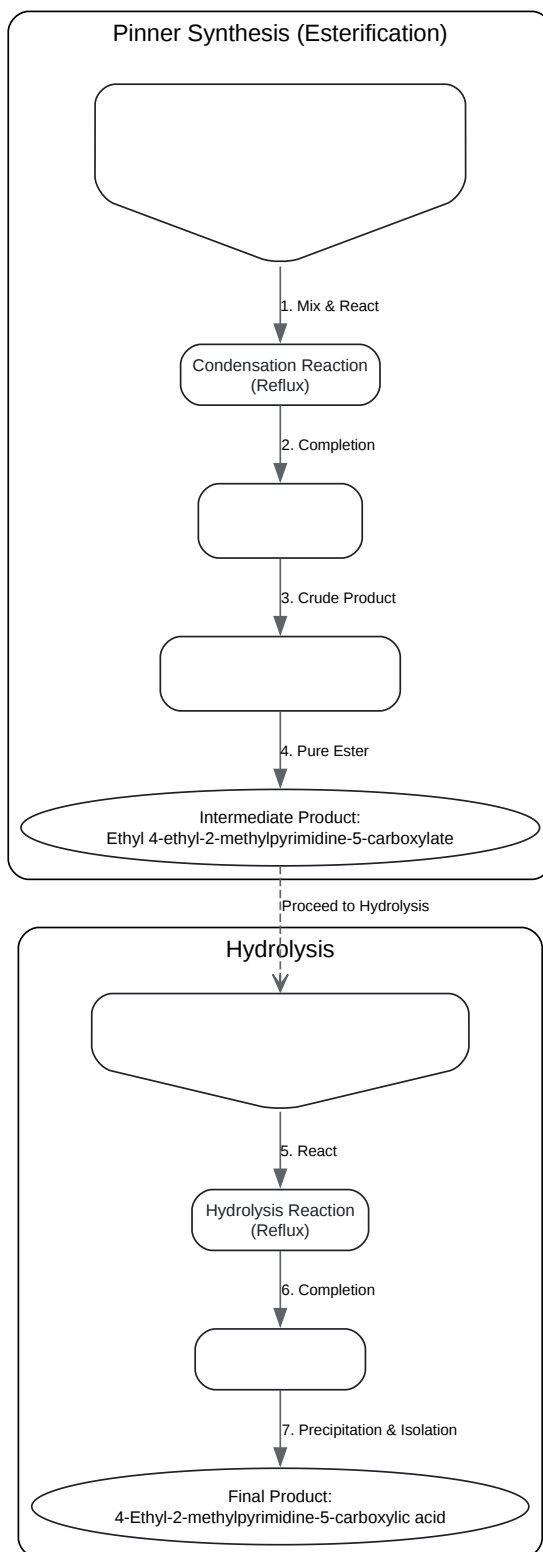 Pinner Synthesis (Esterification)
1. Mix & React
Condensation Reaction
(Reflux)
2. Completion
3. Crude Product
4. Pure Ester
Intermediate Product:
Ethyl 4-ethyl-2-methylpyrimidine-5-carboxylate
Proceed to Hydrolysis
Hydrolysis
5. React
Hydrolysis Reaction
(Reflux)
6. Completion
7. Precipitation & Isolation
Final Product:
4-Ethyl-2-methylpyrimidine-5-carboxylic acid